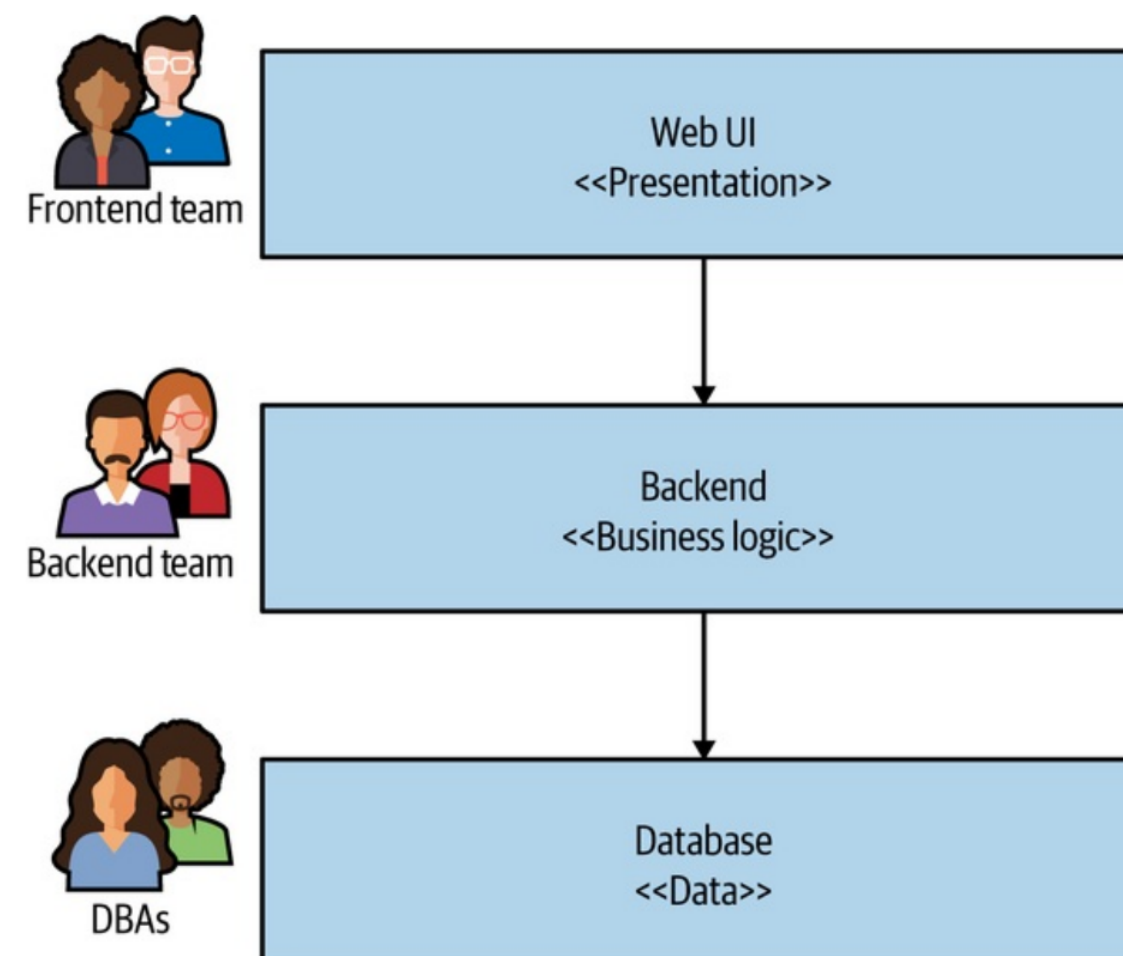 Frontend team
Web UI
<<Presentation>>
Backend team
Backend
<<Business logic>>
DBAs
Database
<<Data>>